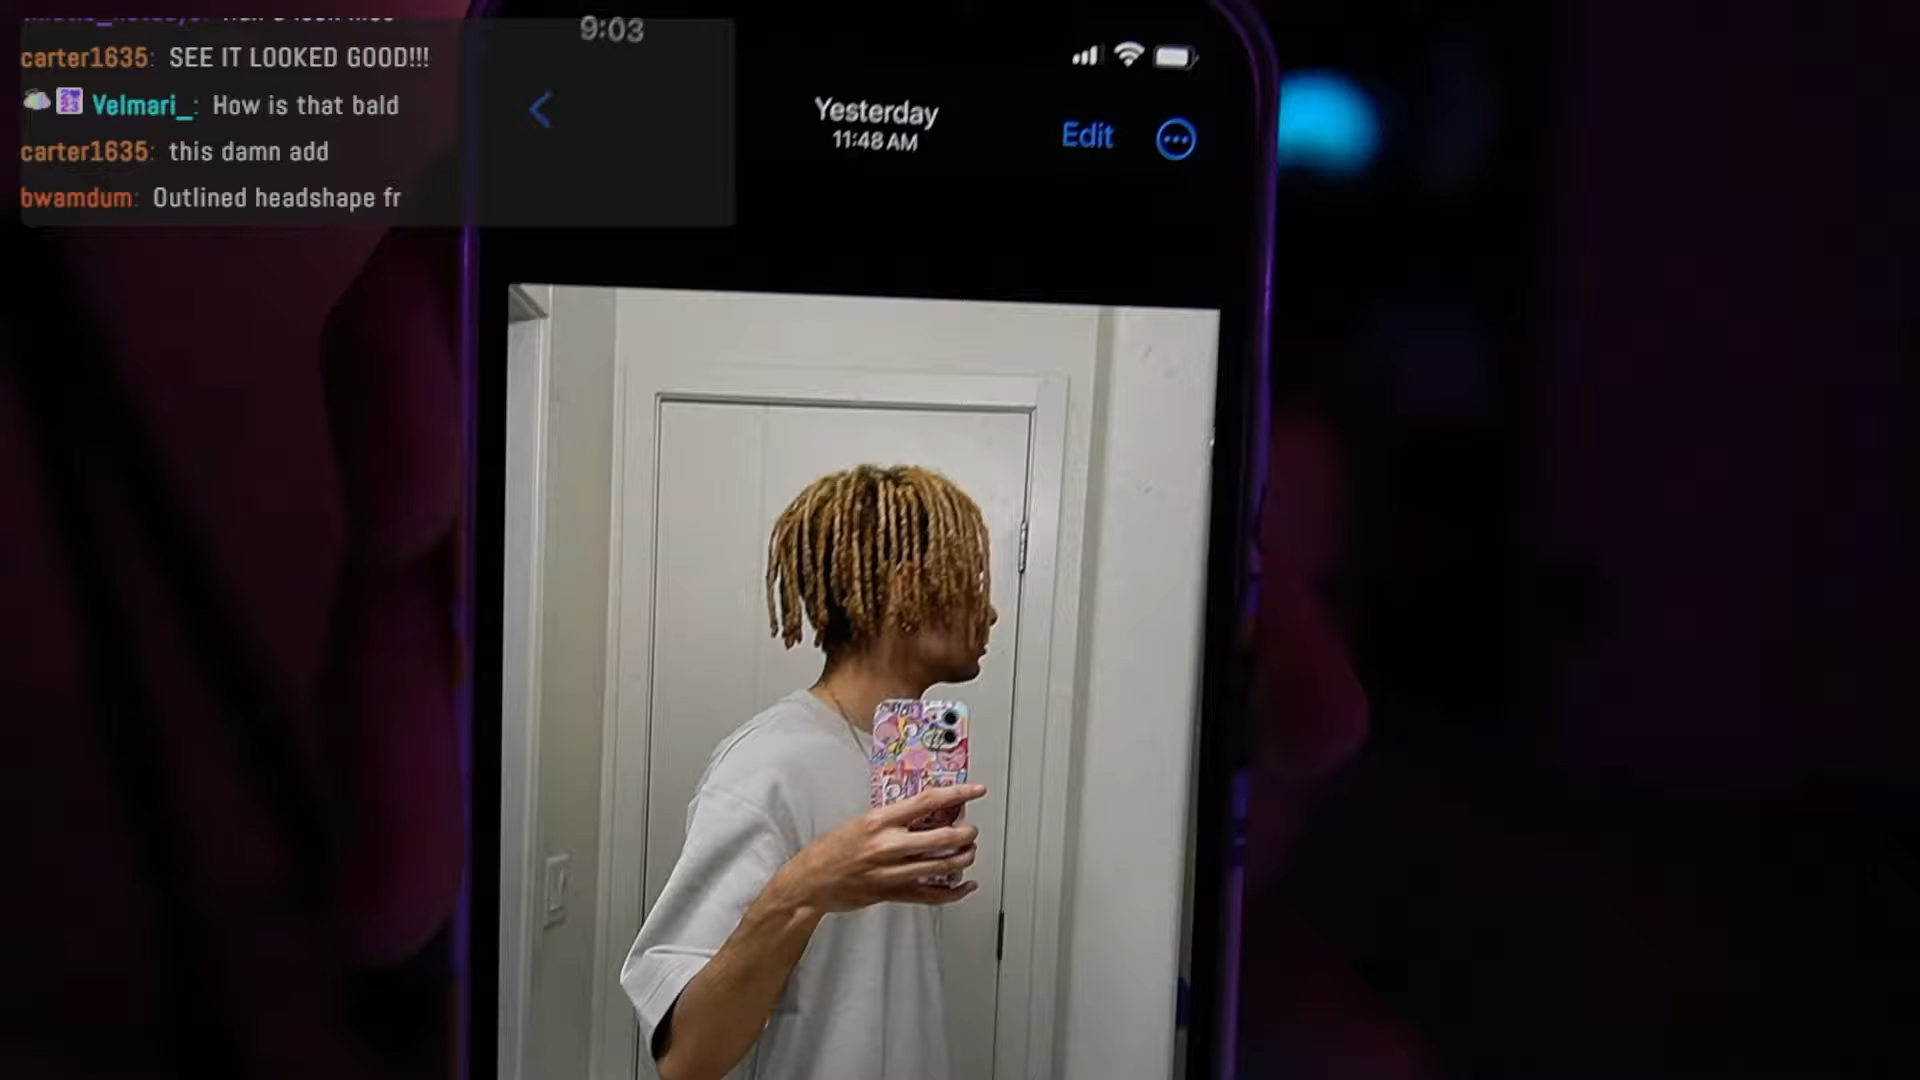 9:03
carter1635: SEE IT LOOKED GOOD!!!
Velmari_: How is that bald
carter1635: this damn add
bwamdum: Outlined headshape fr
Yesterday
11:48 AM
Edit